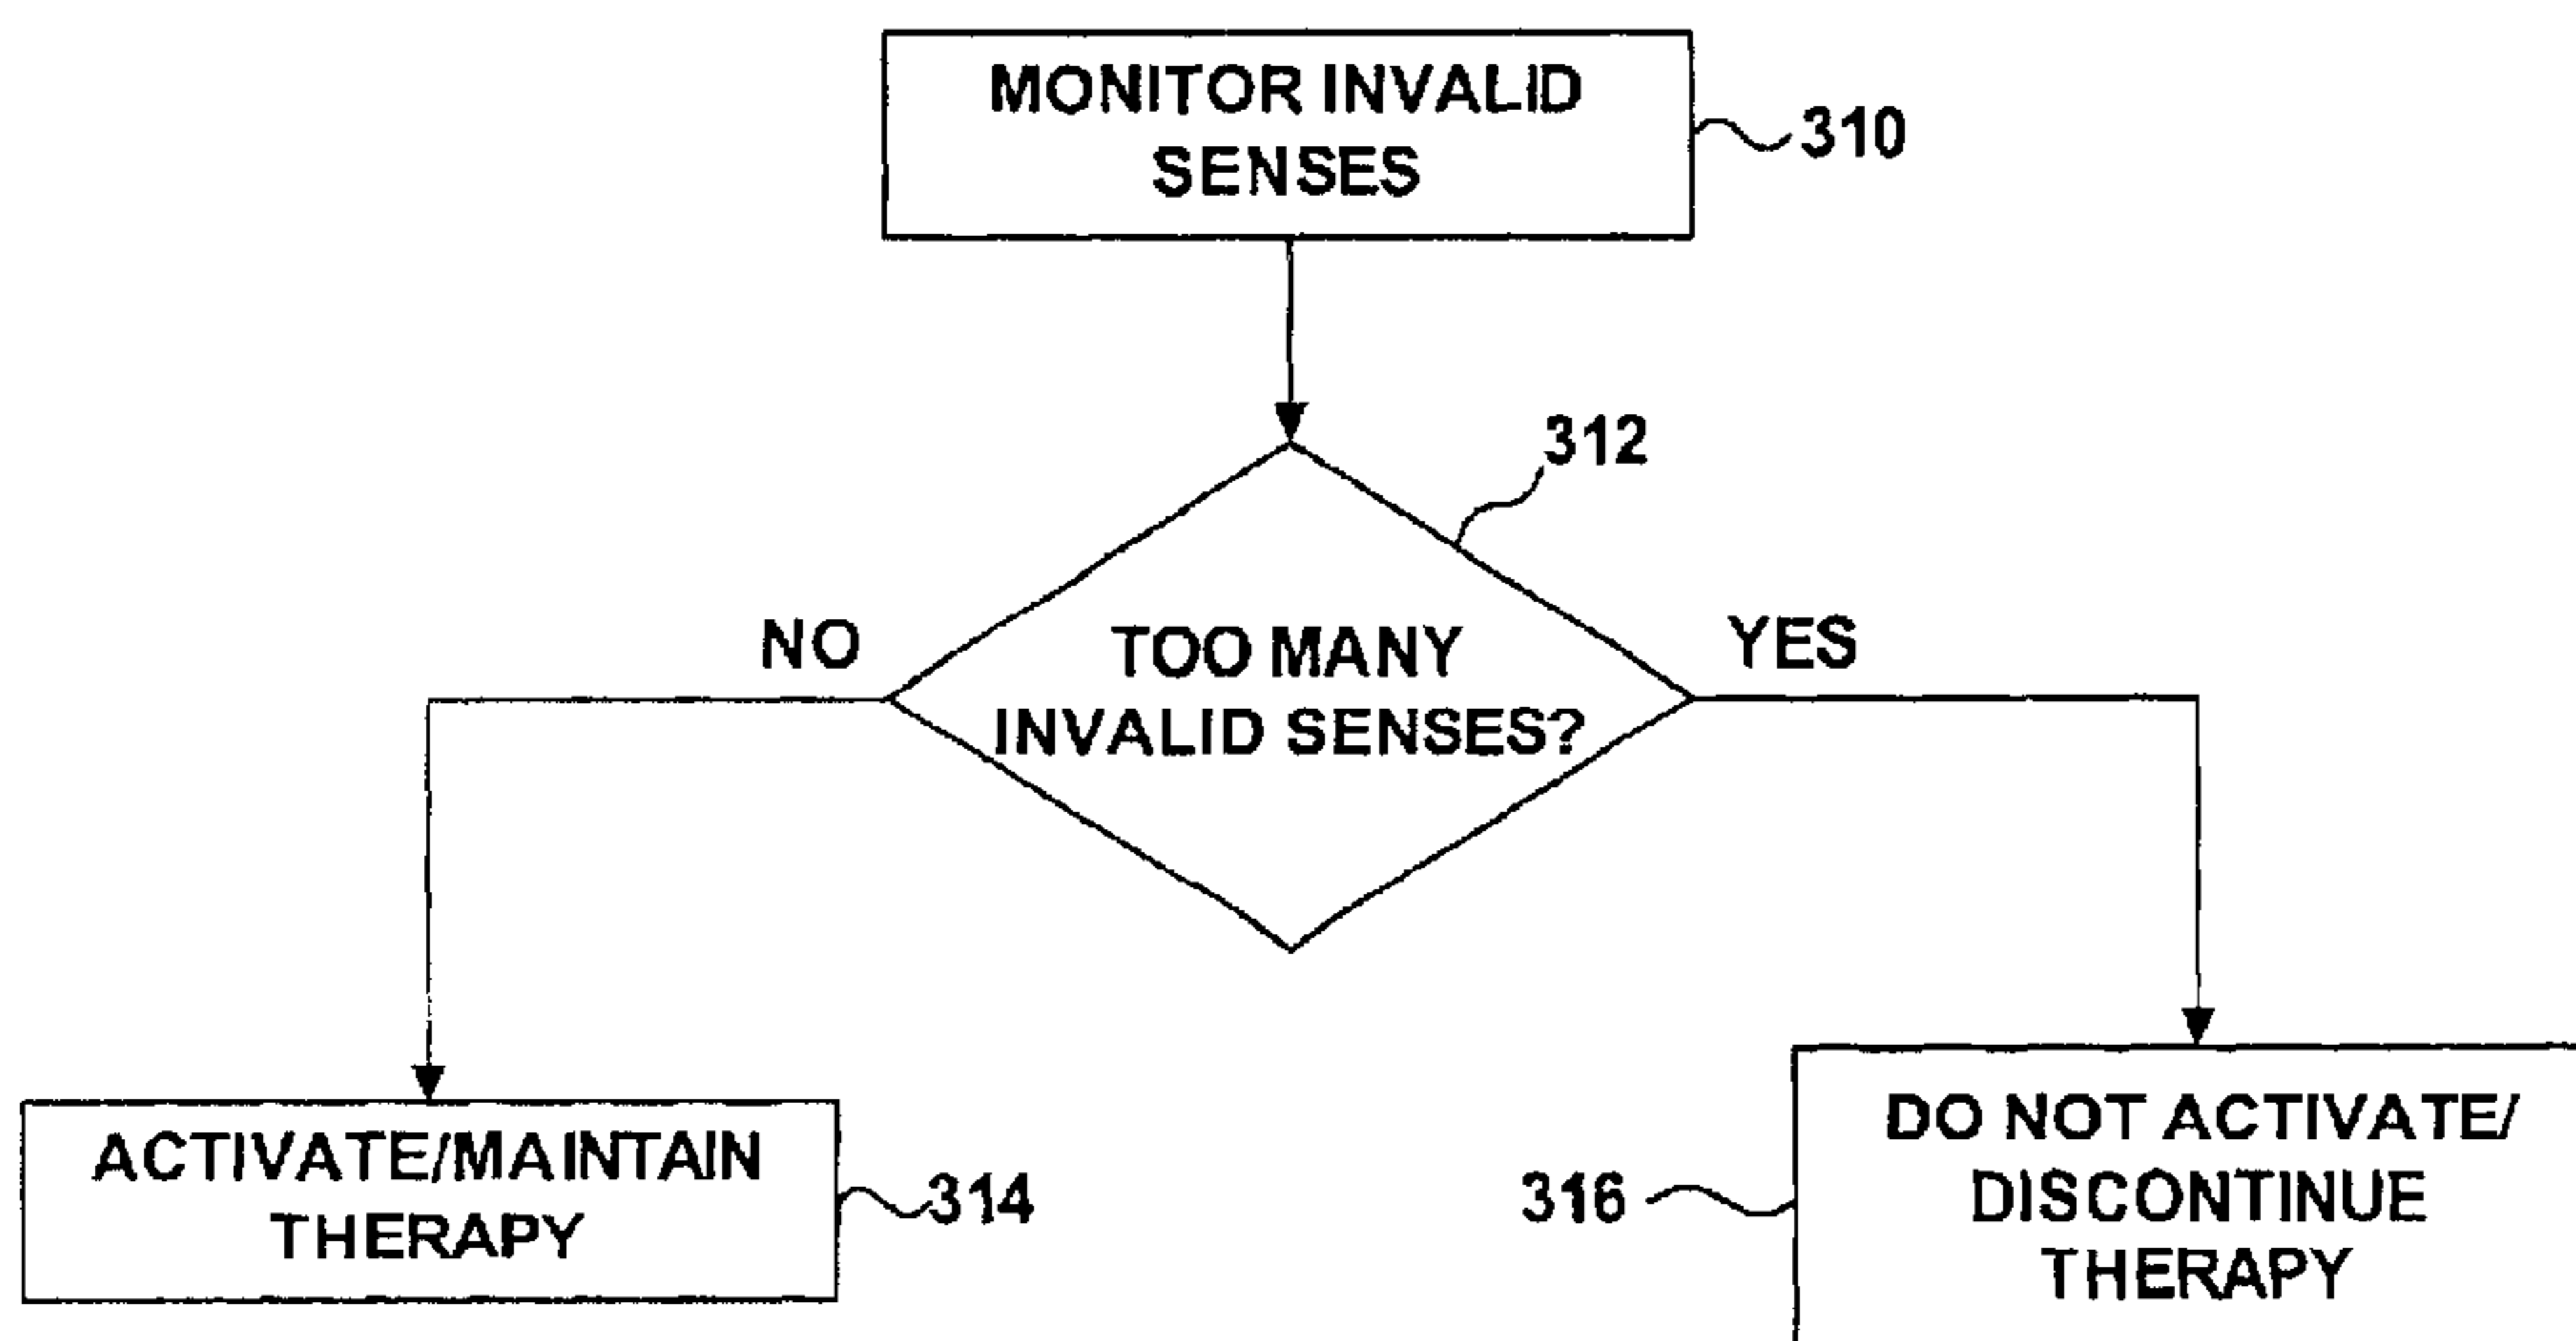 MONITOR INVALID
SENSES
310
312
NO
TOO MANY
INVALID SENSES?
YES
ACTIVATE/MAINTAIN
THERAPY
314
316
DO NOT ACTIVATE/
DISCONTINUE
THERAPY